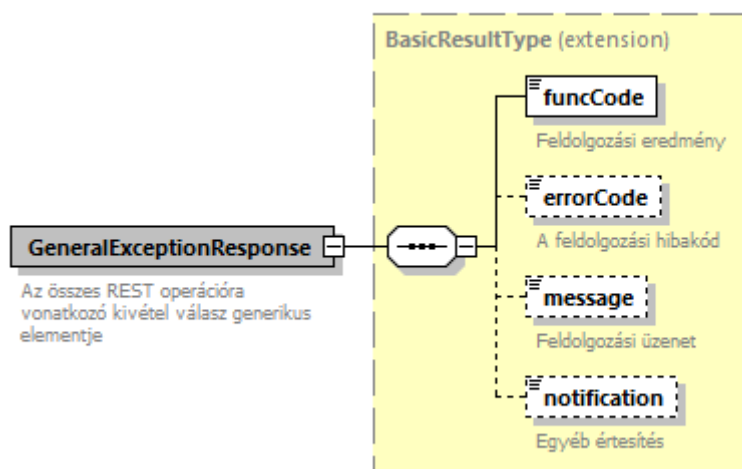 BasicResultType (extension)
funcCode
Feldolgozási eredmény
errorCode
A feldolgozási hibakód
GeneralExceptionResponse
Az összes REST operációra
vonatkozó kivétel válasz generikus
elementje
message
Feldolgozási üzenet
notification
Egyéb értesítés